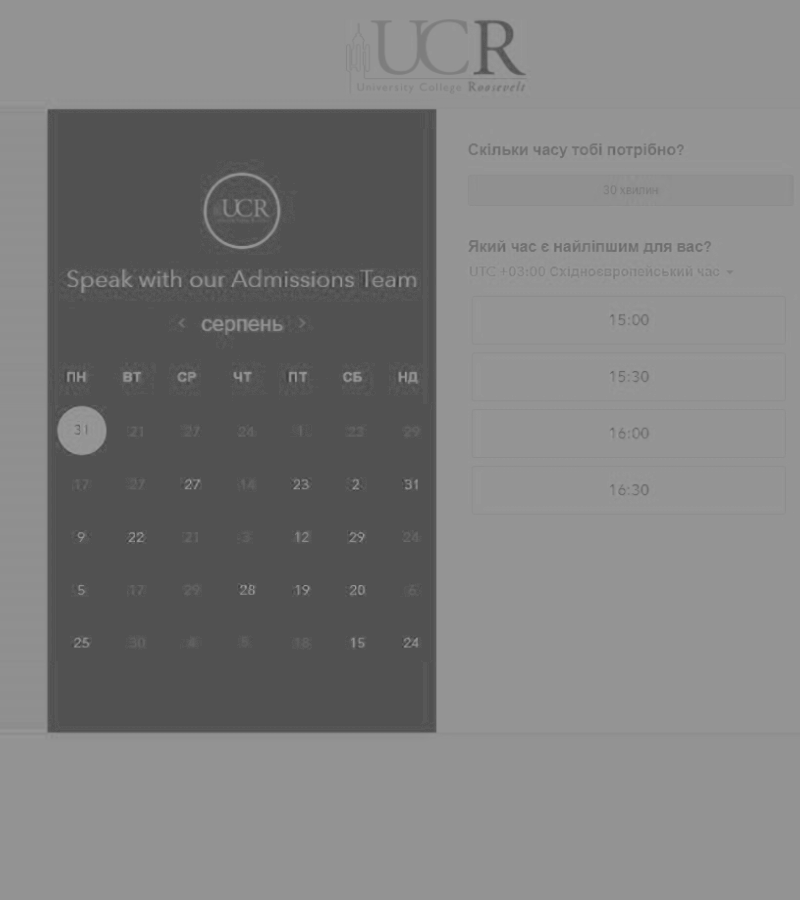 UCR
University College Roosevelt
UCR
Speak with our Admissions Team
серпень
ПН ВТ СР ЧТ ПТ СБ НД
31 21 27 24 1 23 29
17 27 27 14 23 2 31
9 22 21 3 12 29 24
5 17 29 28 19 20 6
25 30 4 5 18 15 24
Скільки часу тобі потрібно?
30 хвилин
Який час є найліпшим для вас?
UTC +03:00 Східноєвропейський час
15:00
15:30
16:00
16:30